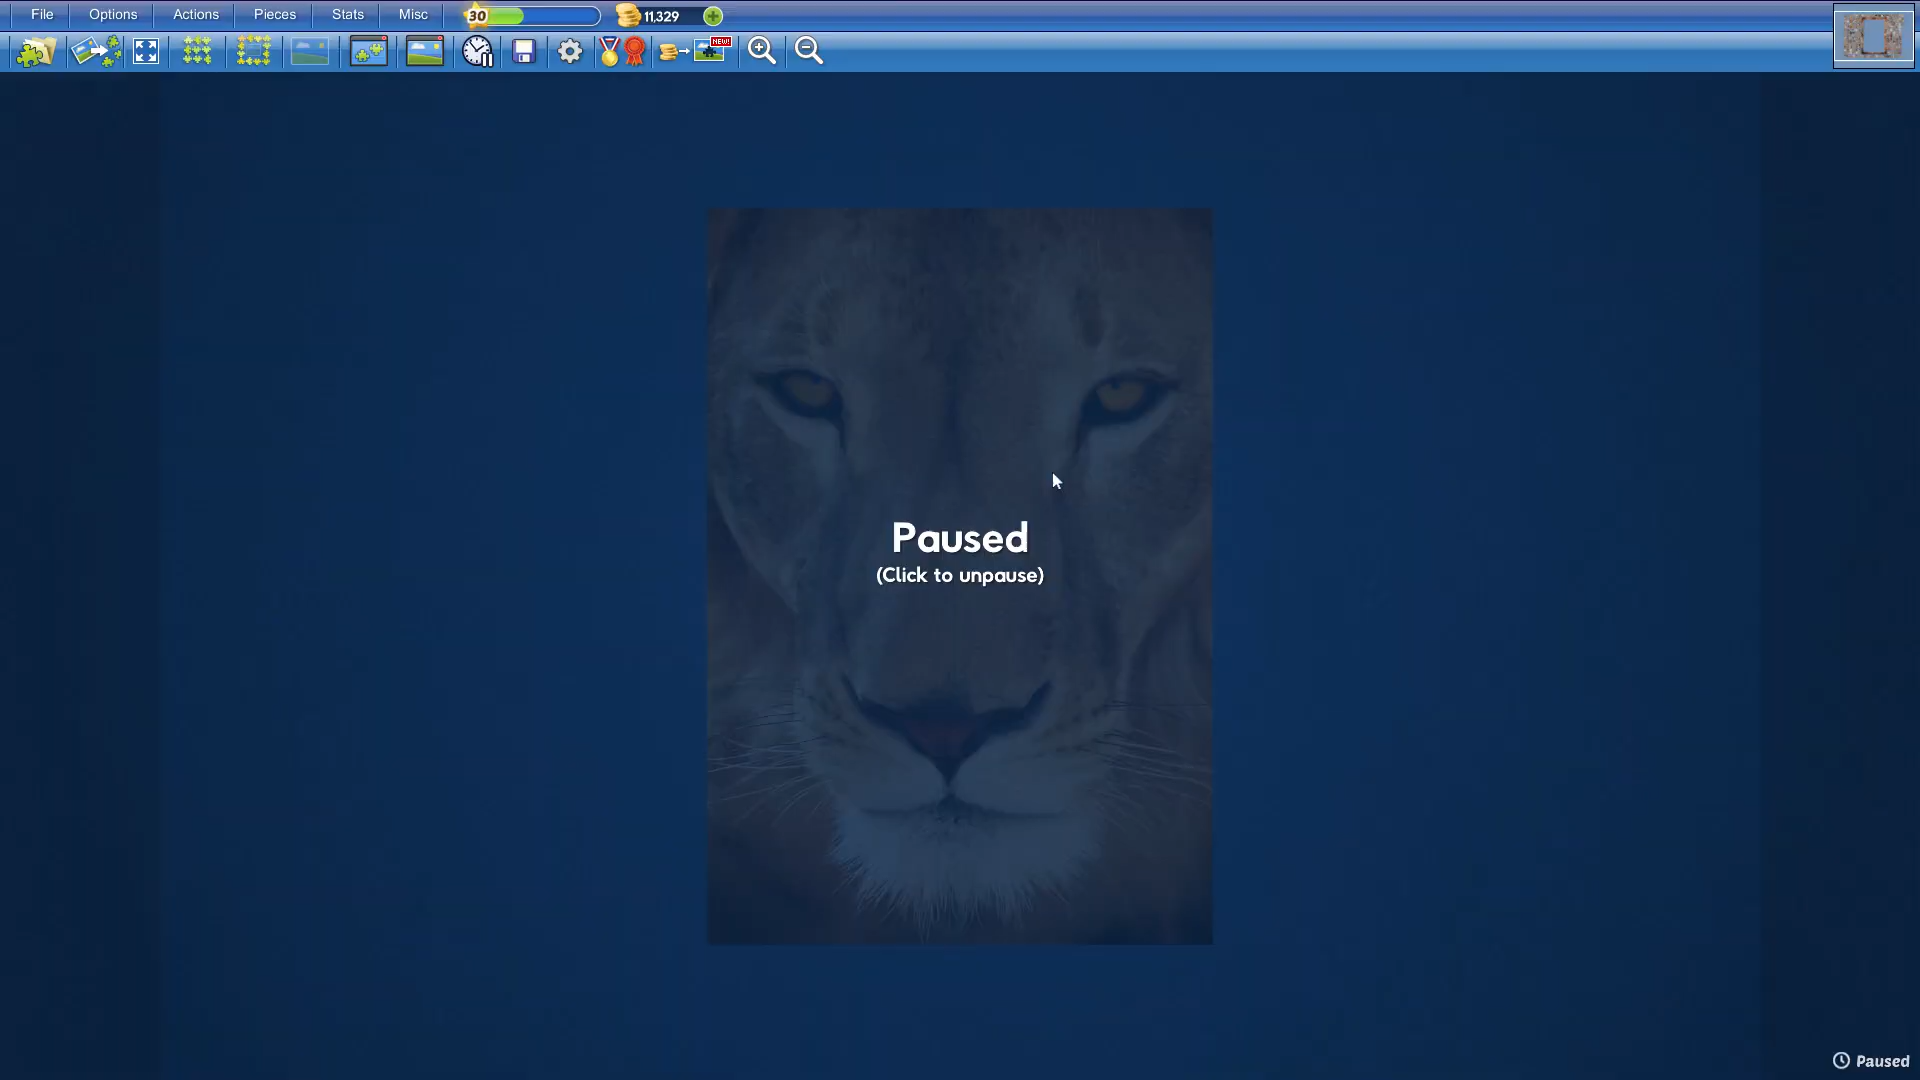 File Options Actions Pieces Stats Misc 30 11,329
NEW!
Paused
(Click to unpause)
Paused